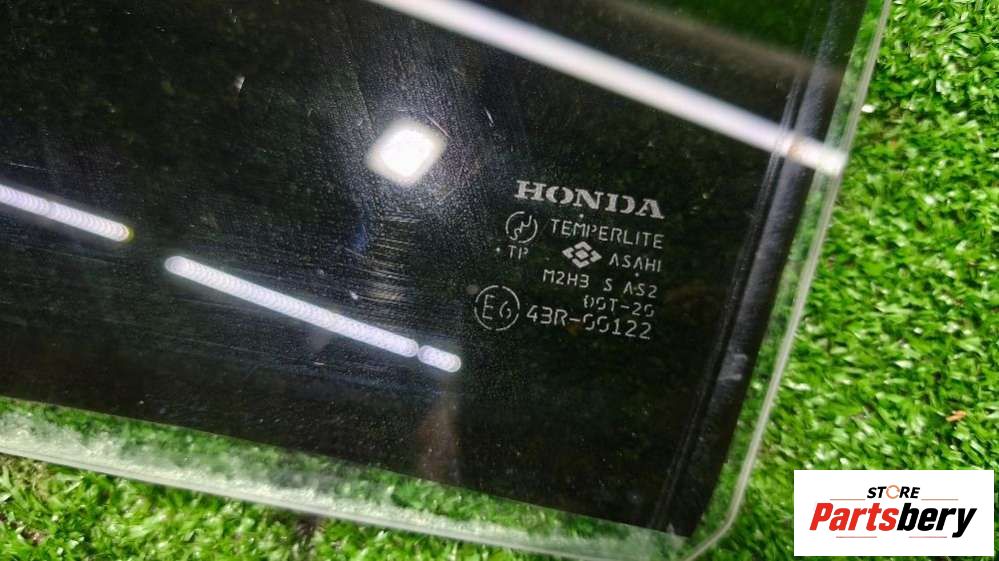 HONDA
TEMPERLITE
TP
ASAHI
M2H3 S AS2
DOT-20
E6 43R-00122
STORE
Partsbery